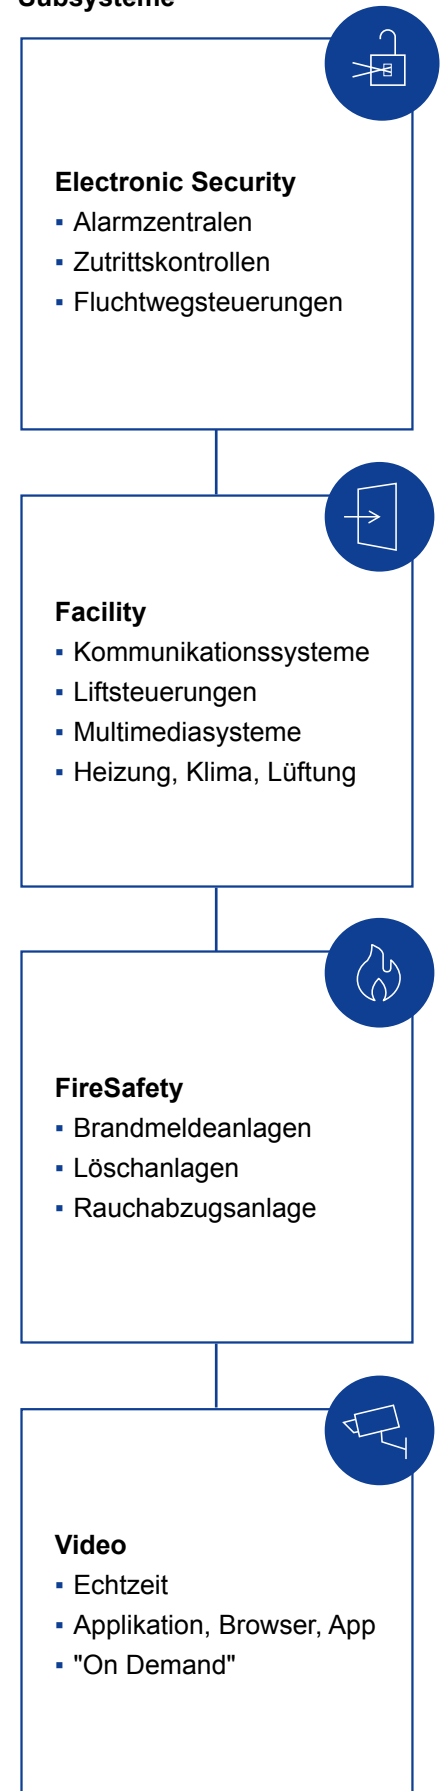 Subsysteme
Electronic Security
▪ Alarmzentralen
▪ Zutrittskontrollen
▪ Fluchtwegsteuerungen
Facility
▪ Kommunikationssysteme
▪ Liftsteuerungen
▪ Multimediasysteme
▪ Heizung, Klima, Lüftung
FireSafety
▪ Brandmeldeanlagen
▪ Löschanlagen
▪ Rauchabzugsanlage
Video
▪ Echtzeit
▪ Applikation, Browser, App
▪ "On Demand"